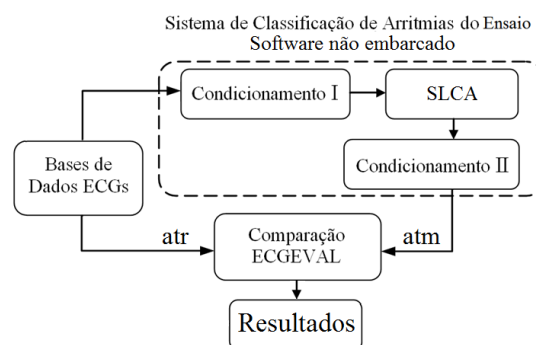 Sistema de Classificação de Arritmias do Ensaio
Software não embarcado
Condicionamento I
SLCA
Bases de
Dados ECGs
Condicionamento II
atr
Comparação
ECGEVAL
atm
Resultados